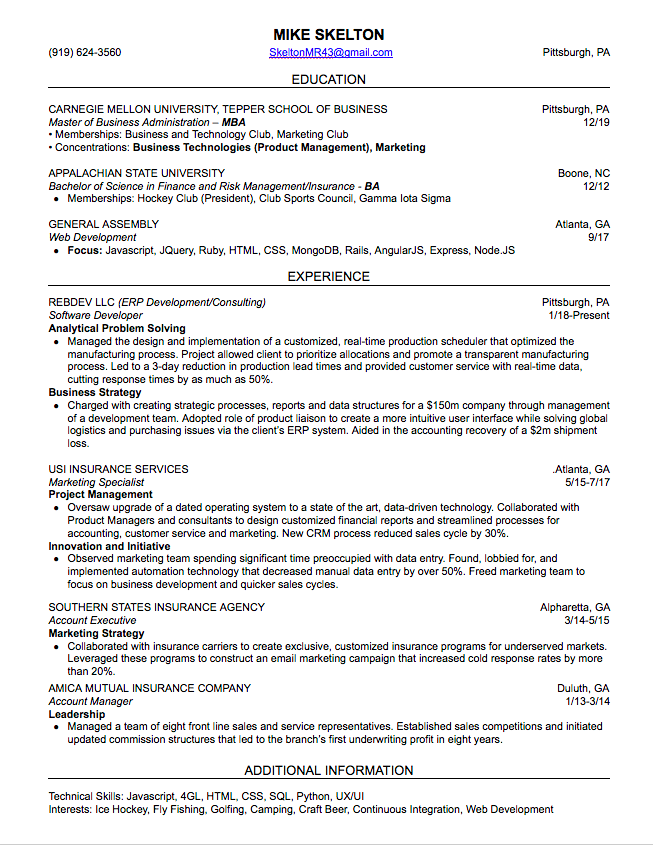 MIKE SKELTON
(919) 624-3560 SkeltonMR43@gmail.com Pittsburgh, PA
EDUCATION
CARNEGIE MELLON UNIVERSITY, TEPPER SCHOOL OF BUSINESS Pittsburgh, PA
Master of Business Administration – MBA 12/19
• Memberships: Business and Technology Club, Marketing Club
• Concentrations: Business Technologies (Product Management), Marketing
APPALACHIAN STATE UNIVERSITY Boone, NC
Bachelor of Science in Finance and Risk Management/Insurance - BA 12/12
• Memberships: Hockey Club (President), Club Sports Council, Gamma Iota Sigma
GENERAL ASSEMBLY Atlanta, GA
Web Development 9/17
• Focus: Javascript, JQuery, Ruby, HTML, CSS, MongoDB, Rails, AngularJS, Express, Node.JS
EXPERIENCE
REBDEV LLC (ERP Development/Consulting) Pittsburgh, PA
Software Developer 1/18-Present
Analytical Problem Solving
• Managed the design and implementation of a customized, real-time production scheduler that optimized the
manufacturing process. Project allowed client to prioritize allocations and promote a transparent manufacturing
process. Led to a 3-day reduction in production lead times and provided customer service with real-time data,
cutting response times by as much as 50%.
Business Strategy
• Charged with creating strategic processes, reports and data structures for a $150m company through management
of a development team. Adopted role of product liaison to create a more intuitive user interface while solving global
logistics and purchasing issues via the client's ERP system. Aided in the accounting recovery of a $2m shipment
loss.
USI INSURANCE SERVICES .Atlanta, GA
Marketing Specialist 5/15-7/17
Project Management
• Oversaw upgrade of a dated operating system to a state of the art, data-driven technology. Collaborated with
Product Managers and consultants to design customized financial reports and streamlined processes for
accounting, customer service and marketing. New CRM process reduced sales cycle by 30%.
Innovation and Initiative
• Observed marketing team spending significant time preoccupied with data entry. Found, lobbied for, and
implemented automation technology that decreased manual data entry by over 50%. Freed marketing team to
focus on business development and quicker sales cycles.
SOUTHERN STATES INSURANCE AGENCY Alpharetta, GA
Account Executive 3/14-5/15
Marketing Strategy
• Collaborated with insurance carriers to create exclusive, customized insurance programs for underserved markets.
Leveraged these programs to construct an email marketing campaign that increased cold response rates by more
than 20%.
AMICA MUTUAL INSURANCE COMPANY Duluth, GA
Account Manager 1/13-3/14
Leadership
• Managed a team of eight front line sales and service representatives. Established sales competitions and initiated
updated commission structures that led to the branch's first underwriting profit in eight years.
ADDITIONAL INFORMATION
Technical Skills: Javascript, 4GL, HTML, CSS, SQL, Python, UX/UI
Interests: Ice Hockey, Fly Fishing, Golfing, Camping, Craft Beer, Continuous Integration, Web Development